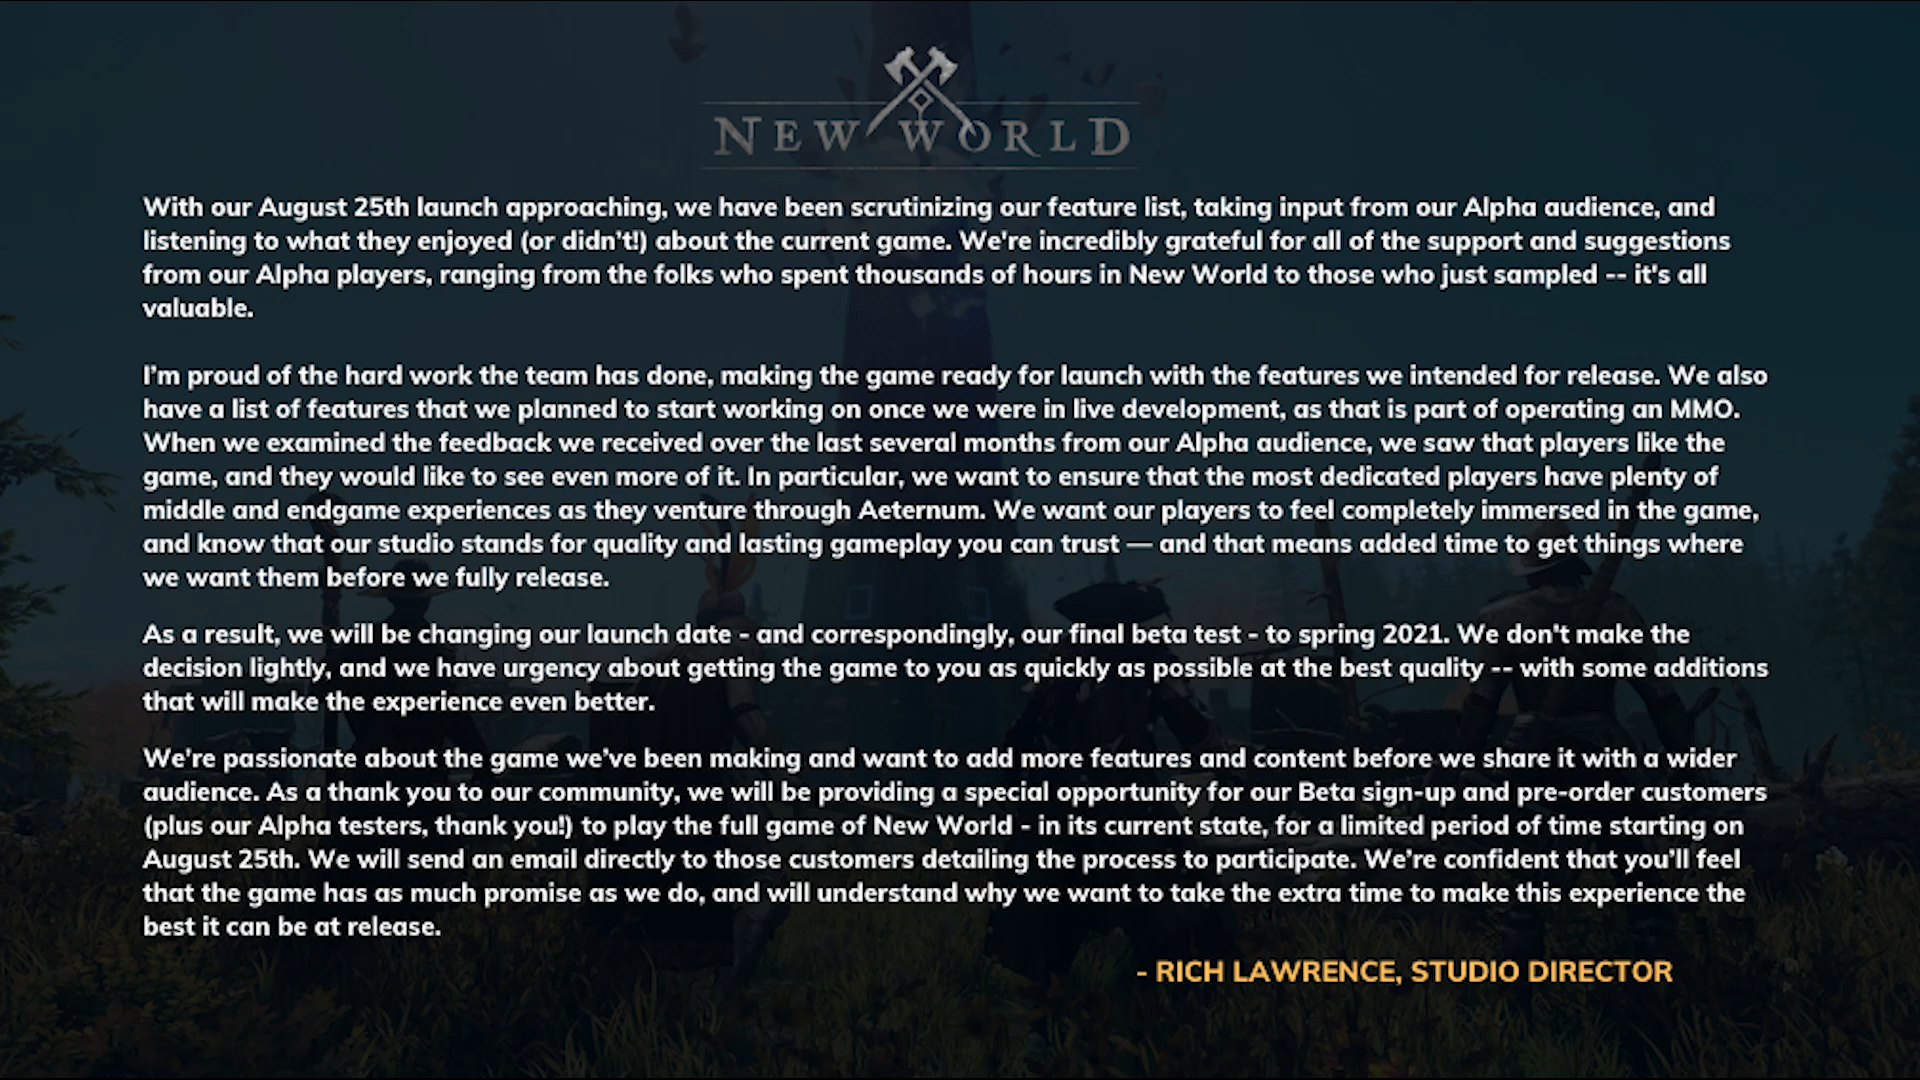 NEW WORLD
With our August 25th launch approaching, we have been scrutinizing our feature list, taking input from our Alpha audience, and
listening to what they enjoyed (or didn't!) about the current game. We're incredibly grateful for all of the support and suggestions
from our Alpha players, ranging from the folks who spent thousands of hours in New World to those who just sampled -- it's all
valuable.
I'm proud of the hard work the team has done, making the game ready for launch with the features we intended for release. We also
have a list of features that we planned to start working on once we were in live development, as that is part of operating an MMO.
When we examined the feedback we received over the last several months from our Alpha audience, we saw that players like the
game, and they would like to see even more of it. In particular, we want to ensure that the most dedicated players have plenty of
middle and endgame experiences as they venture through Aeternum. We want our players to feel completely immersed in the game,
and know that our studio stands for quality and lasting gameplay you can trust — and that means added time to get things where
we want them before we fully release.
As a result, we will be changing our launch date - and correspondingly, our final beta test - to spring 2021. We don't make the
decision lightly, and we have urgency about getting the game to you as quickly as possible at the best quality -- with some additions
that will make the experience even better.
We're passionate about the game we've been making and want to add more features and content before we share it with a wider
audience. As a thank you to our community, we will be providing a special opportunity for our Beta sign-up and pre-order customers
(plus our Alpha testers, thank you!) to play the full game of New World - in its current state, for a limited period of time starting on
August 25th. We will send an email directly to those customers detailing the process to participate. We're confident that you'll feel
that the game has as much promise as we do, and will understand why we want to take the extra time to make this experience the
best it can be at release.
- RICH LAWRENCE, STUDIO DIRECTOR